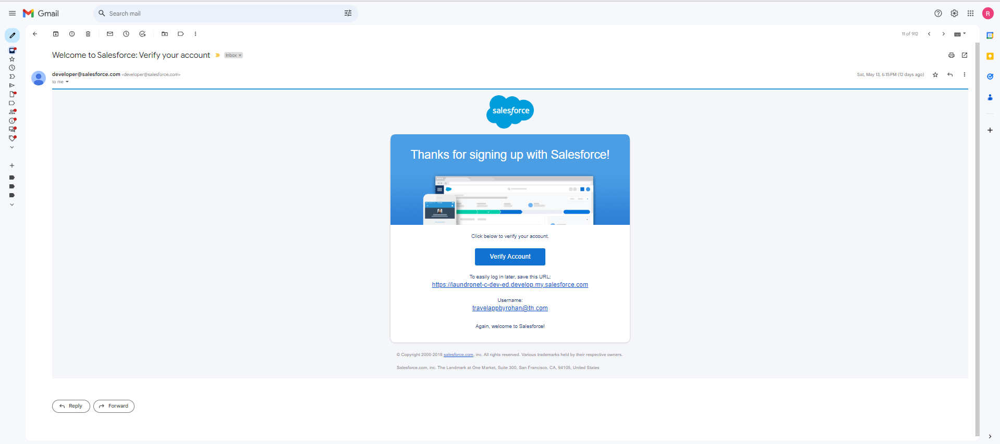 Gmail
Search mail
R
11 of 912
Welcome to Salesforce: Verify your account
Inbox ×
developer@salesforce.com <developer@salesforce.com>
Sat, May 13, 6:15 PM (12 days ago)
to me
salesforce
Thanks for signing up with Salesforce!
Click below to verify your account.
Verify Account
To easily log in later, save this URL:
https://laundronet-c-dev-ed.develop.my.salesforce.com
Username:
travelappbyrohan@th.com
Again, welcome to Salesforce!
© Copyright 2000-2018 salesforce.com, inc. All rights reserved. Various trademarks held by their respective owners.
Salesforce.com, inc. The Landmark at One Market, Suite 300, San Francisco, CA, 94105, United States
Reply
Forward